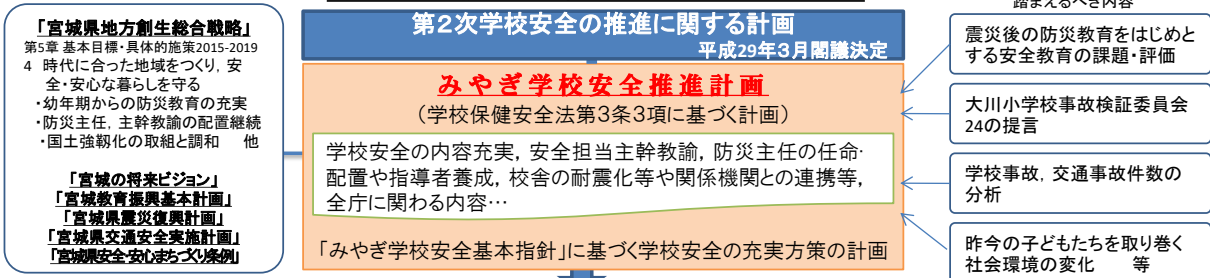 「宮城県地方創生総合戦略」
第5章 基本目標・具体的施策2015-2019
4 時代に合った地域をつくり, 安
全・安心な暮らしを守る
・幼年期からの防災教育の充実
・防災主任, 主幹教諭の配置継続
・国土強靱化の取組と調和 他
「宮城の将来ビジョン」
「宮城教育振興基本計画」
「宮城県震災復興計画」
「宮城県交通安全実施計画」
「宮城県安全・安心まちづくり条例」
第２次学校安全の推進に関する計画
平成29年３月閣議決定
みやぎ学校安全推進計画
（学校保健安全法第３条３項に基づく計画）
学校安全の内容充実, 安全担当主幹教諭, 防災主任の任命・
配置や指導者養成, 校舎の耐震化等や関係機関との連携等,
全庁に関わる内容…
「みやぎ学校安全基本指針」に基づく学校安全の充実方策の計画
踏まえるべき内容
震災後の防災教育をはじめと
する安全教育の課題・評価
大川小学校事故検証委員会
24の提言
学校事故, 交通事故件数の
分析
昨今の子どもたちを取り巻く
社会環境の変化 等